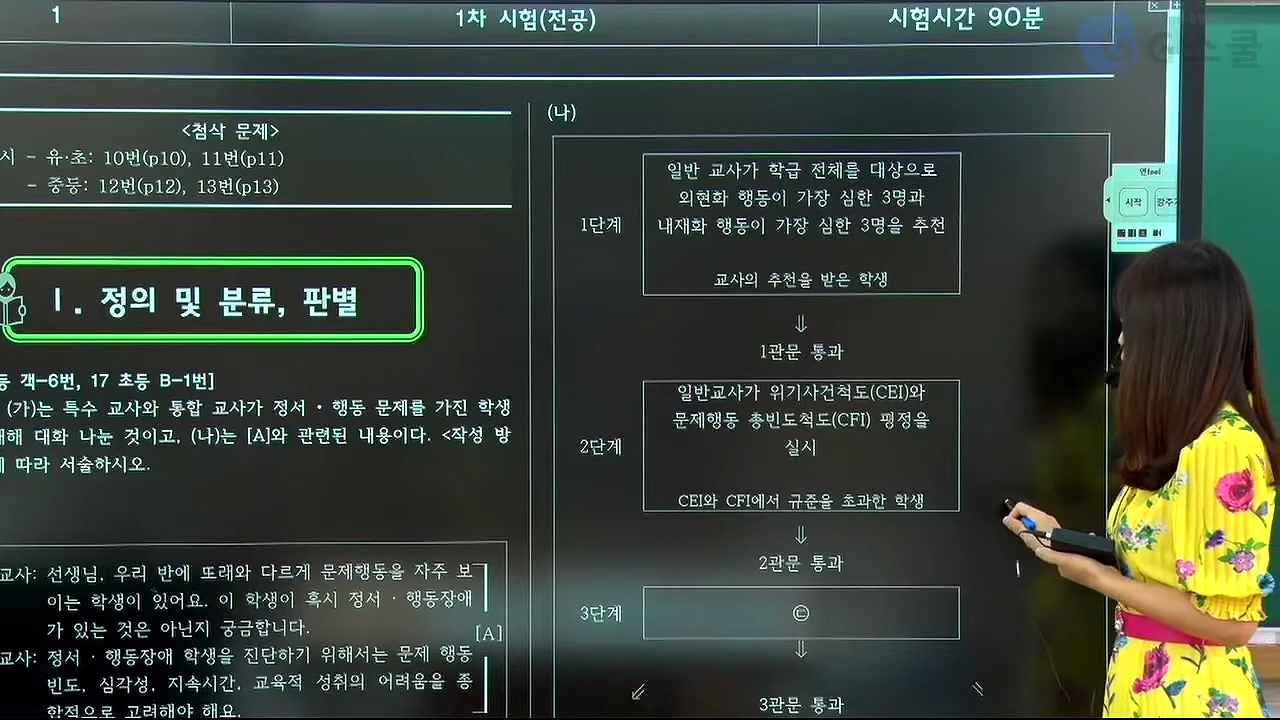 1
1차 시험(전공)
시험시간 90분
G스쿨
<첨삭 문제>
시 - 유·초: 10번(p10), 11번(p11)
- 중등: 12번(p12), 13번(p13)
Ⅰ. 정의 및 분류, 판별
등 객-6번, 17 초등 B-1번]
(가)는 특수 교사와 통합 교사가 정서·행동 문제를 가진 학생
대해 대화 나눈 것이고, (나)는 [A]와 관련된 내용이다. <작성 방
에 따라 서술하시오.
교사: 선생님, 우리 반에 또래와 다르게 문제행동을 자주 보
이는 학생이 있어요. 이 학생이 혹시 정서·행동장애
가 있는 것은 아닌지 궁금합니다.
[A]
교사: 정서·행동장애 학생을 진단하기 위해서는 문제 행동
빈도, 심각성, 지속시간, 교육적 성취의 어려움을 종
합적으로 고려해야 해요.
(나)
1단계
일반 교사가 학급 전체를 대상으로
외현화 행동이 가장 심한 3명과
내재화 행동이 가장 심한 3명을 추천
교사의 추천을 받은 학생
⇓
1관문 통과
2단계
일반교사가 위기사건척도(CEI)와
문제행동 총빈도척도(CFI) 평정을
실시
CEI와 CFI에서 규준을 초과한 학생
⇓
2관문 통과
3단계
㉢
⇓
3관문 통과
연tool
시작
강주